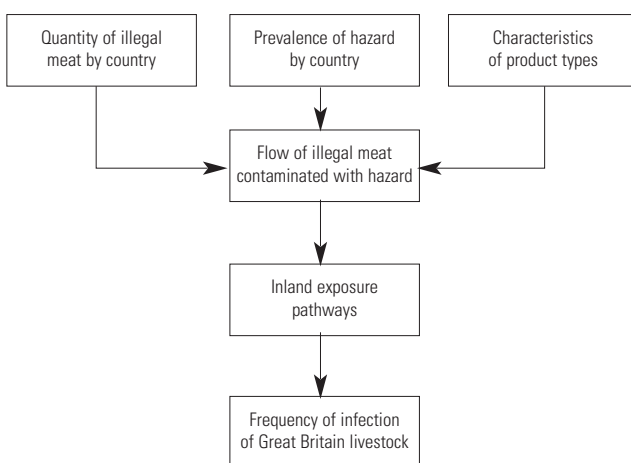 Quantity of illegal
meat by country
Prevalence of hazard
by country
Characteristics
of product types
Flow of illegal meat
contaminated with hazard
Inland exposure
pathways
Frequency of infection
of Great Britain livestock